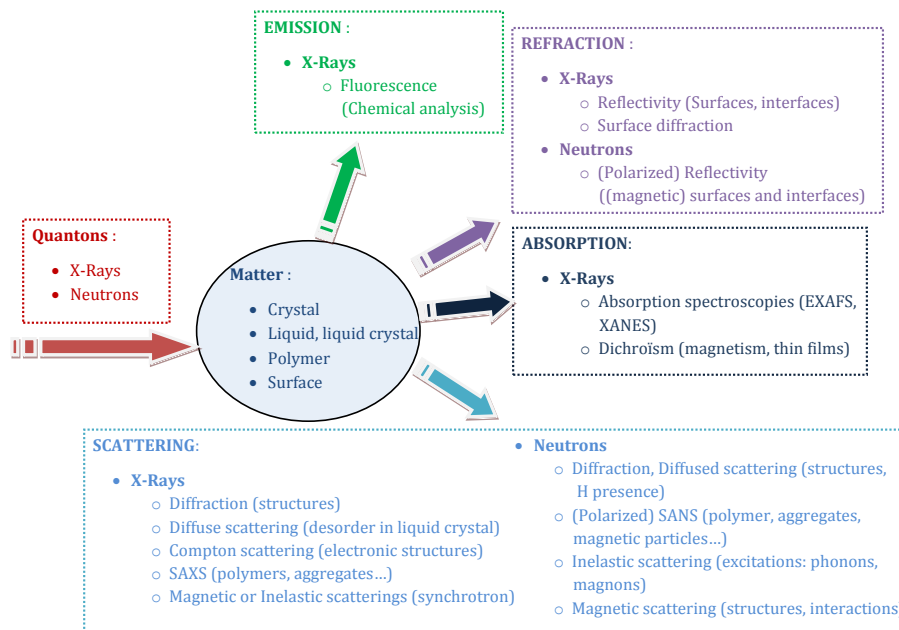 EMISSION :
• X-Rays
○ Fluorescence
(Chemical analysis)
REFRACTION :
• X-Rays
○ Reflectivity (Surfaces, interfaces)
○ Surface diffraction
• Neutrons
○ (Polarized) Reflectivity
((magnetic) surfaces and interfaces)
Quantons :
• X-Rays
• Neutrons
Matter :
• Crystal
• Liquid, liquid crystal
• Polymer
• Surface
ABSORPTION:
• X-Rays
○ Absorption spectroscopies (EXAFS,
XANES)
○ Dichroïsm (magnetism, thin films)
SCATTERING:
• X-Rays
○ Diffraction (structures)
○ Diffuse scattering (desorder in liquid crystal)
○ Compton scattering (electronic structures)
○ SAXS (polymers, aggregates…)
○ Magnetic or Inelastic scatterings (synchrotron)
• Neutrons
○ Diffraction, Diffused scattering (structures,
H presence)
○ (Polarized) SANS (polymer, aggregates,
magnetic particles…)
○ Inelastic scattering (excitations: phonons,
magnons)
○ Magnetic scattering (structures, interactions